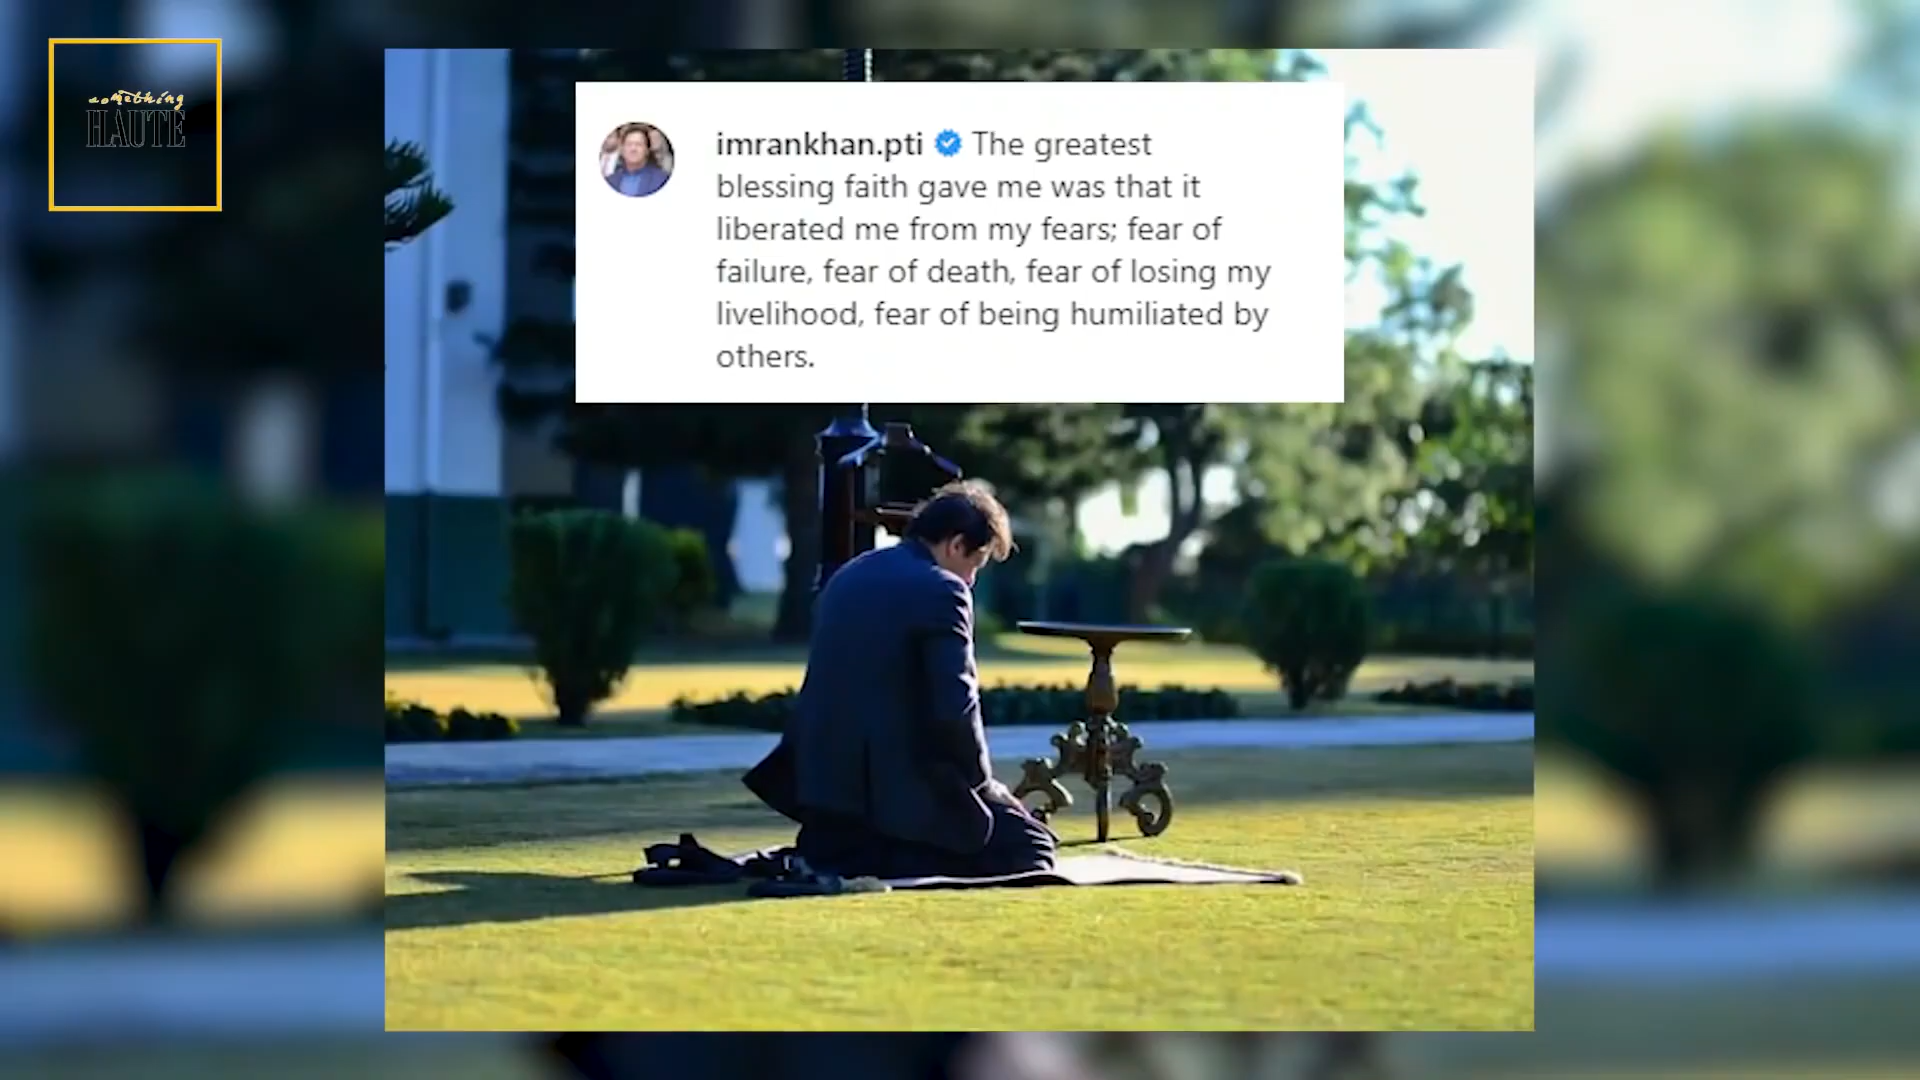 something
HAUTE
imrankhan.pti The greatest
blessing faith gave me was that it
liberated me from my fears; fear of
failure, fear of death, fear of losing my
livelihood, fear of being humiliated by
others.